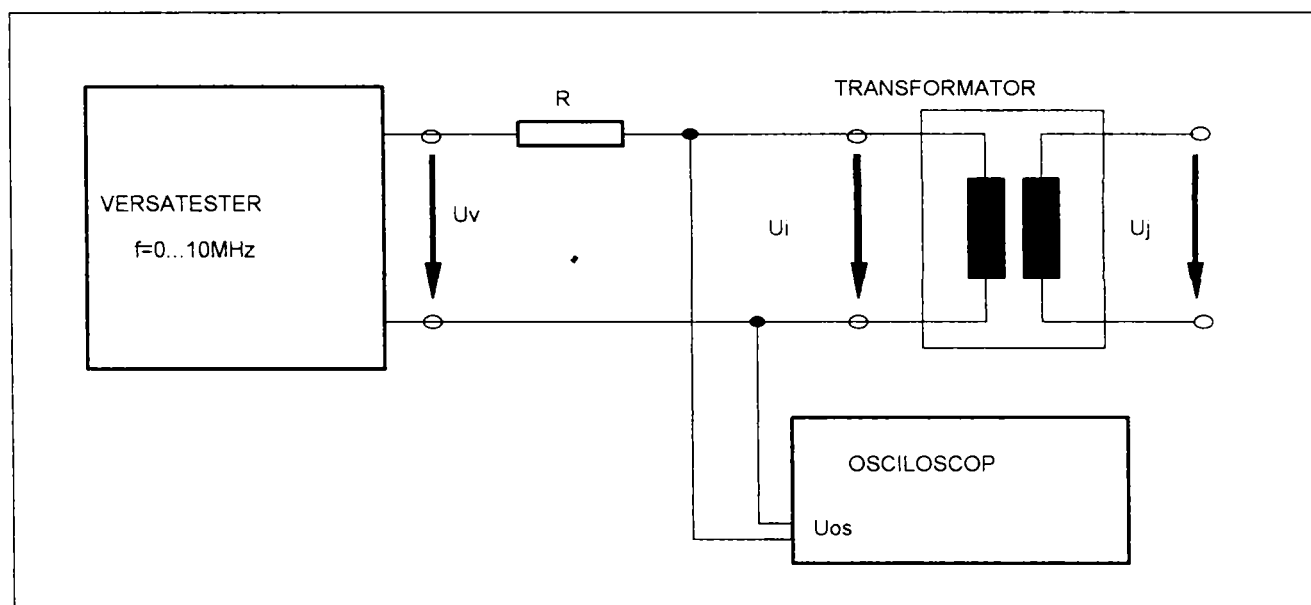 R
TRANSFORMATOR
VERSATESTER
f=0...10MHz
Uv
Ui
Uj
OSCILOSCOP
Uos